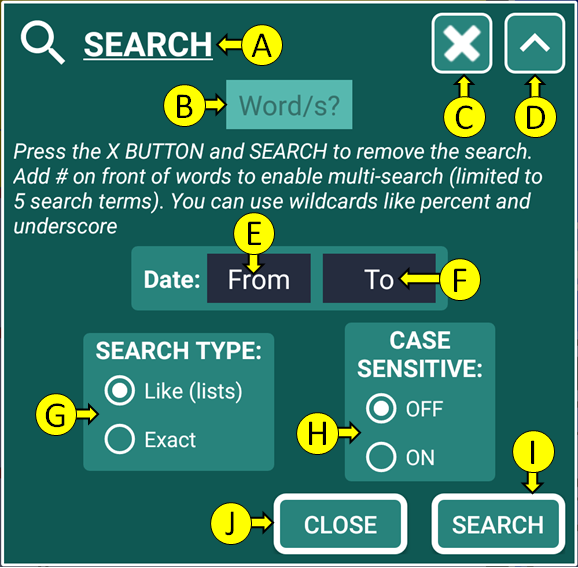 SEARCH
A
B
Word/s?
C
D
Press the X BUTTON and SEARCH to remove the search.
Add # on front of words to enable multi-search (limited to
5 search terms). You can use wildcards like percent and
underscore
E
Date: From To
F
SEARCH TYPE:
Like (lists)
Exact
G
CASE
SENSITIVE:
OFF
ON
H
I
J
CLOSE
SEARCH